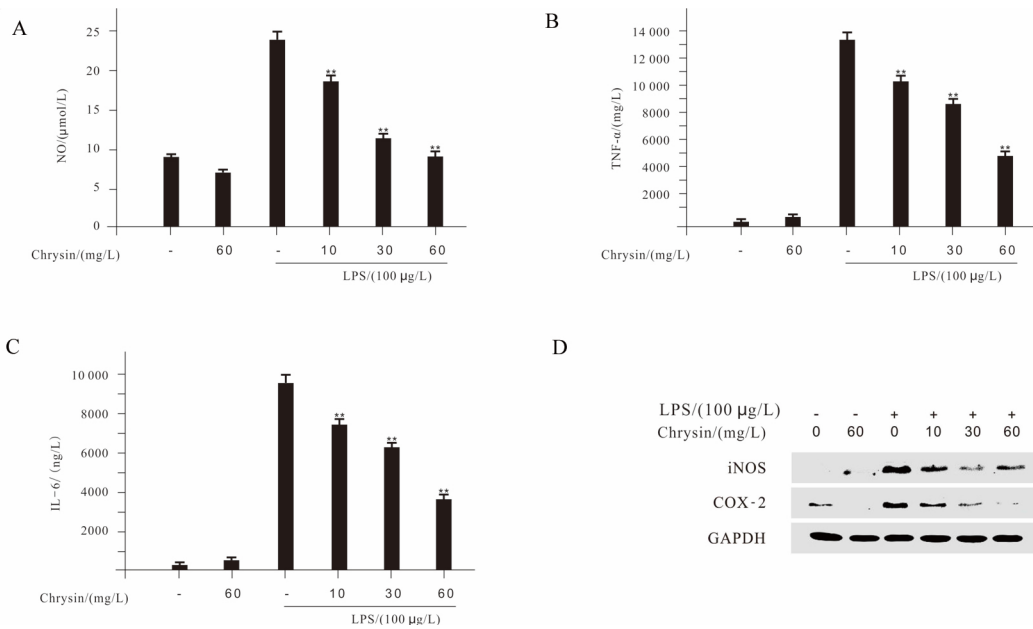 A
25
20
15
10
5
0
NO/(μmol/L)
** ** **
Chrysin/(mg/L) - 60 - 10 30 60
LPS/(100 μg/L)
B
14 000
12 000
10 000
8000
6000
4000
2000
TNF-α/(mg/L)
** ** **
Chrysin/(mg/L) - 60 - 10 30 60
LPS/(100 μg/L)
C
10 000
8000
6000
4000
2000
IL-6/(ng/L)
** ** **
Chrysin/(mg/L) - 60 - 10 30 60
LPS/(100 μg/L)
D
LPS/(100 μg/L) - - + + + +
Chrysin/(mg/L) 0 60 0 10 30 60
iNOS
COX-2
GAPDH